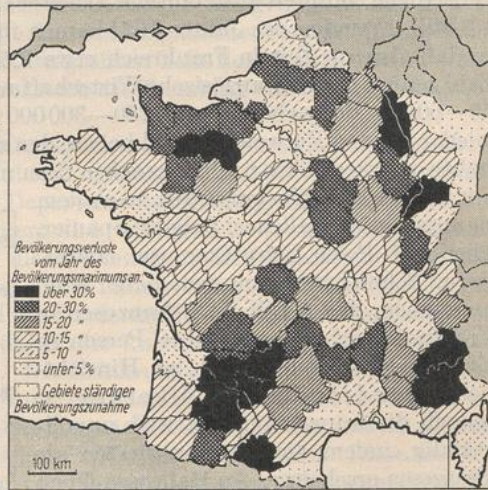 Bevölkerungsverluste
vom Jahr des
Bevölkerungsmaximums an:
über 30%
20-30% "
15-20 "
10-15 "
5-10 "
unter 5%
Gebiete ständiger
Bevölkerungszunahme
100 km